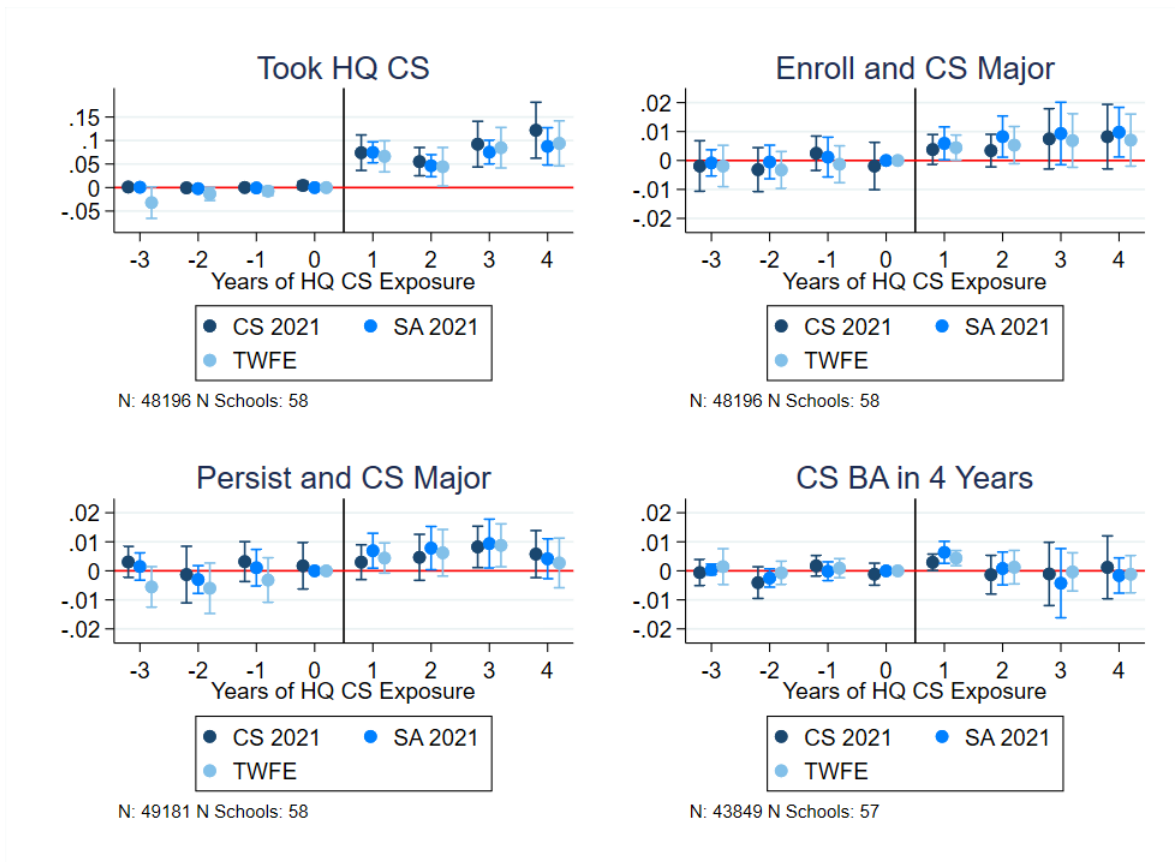 Took HQ CS
.15
.1
.05
0
-.05
-3 -2 -1 0 1 2 3 4
Years of HQ CS Exposure
CS 2021 SA 2021
TWFE
N: 48196 N Schools: 58
Enroll and CS Major
.02
.01
0
-.01
-.02
-3 -2 -1 0 1 2 3 4
Years of HQ CS Exposure
CS 2021 SA 2021
TWFE
N: 48196 N Schools: 58
Persist and CS Major
.02
.01
0
-.01
-.02
-3 -2 -1 0 1 2 3 4
Years of HQ CS Exposure
CS 2021 SA 2021
TWFE
N: 49181 N Schools: 58
CS BA in 4 Years
.02
.01
0
-.01
-.02
-3 -2 -1 0 1 2 3 4
Years of HQ CS Exposure
CS 2021 SA 2021
TWFE
N: 43849 N Schools: 57